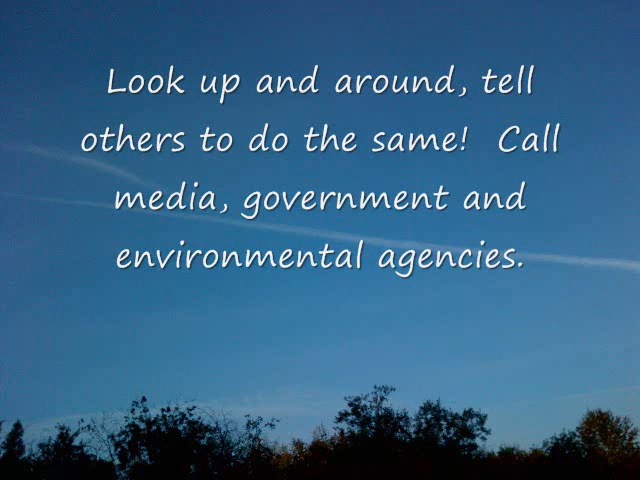 Look up and around, tell
others to do the same!  Call
media, government and
environmental agencies.